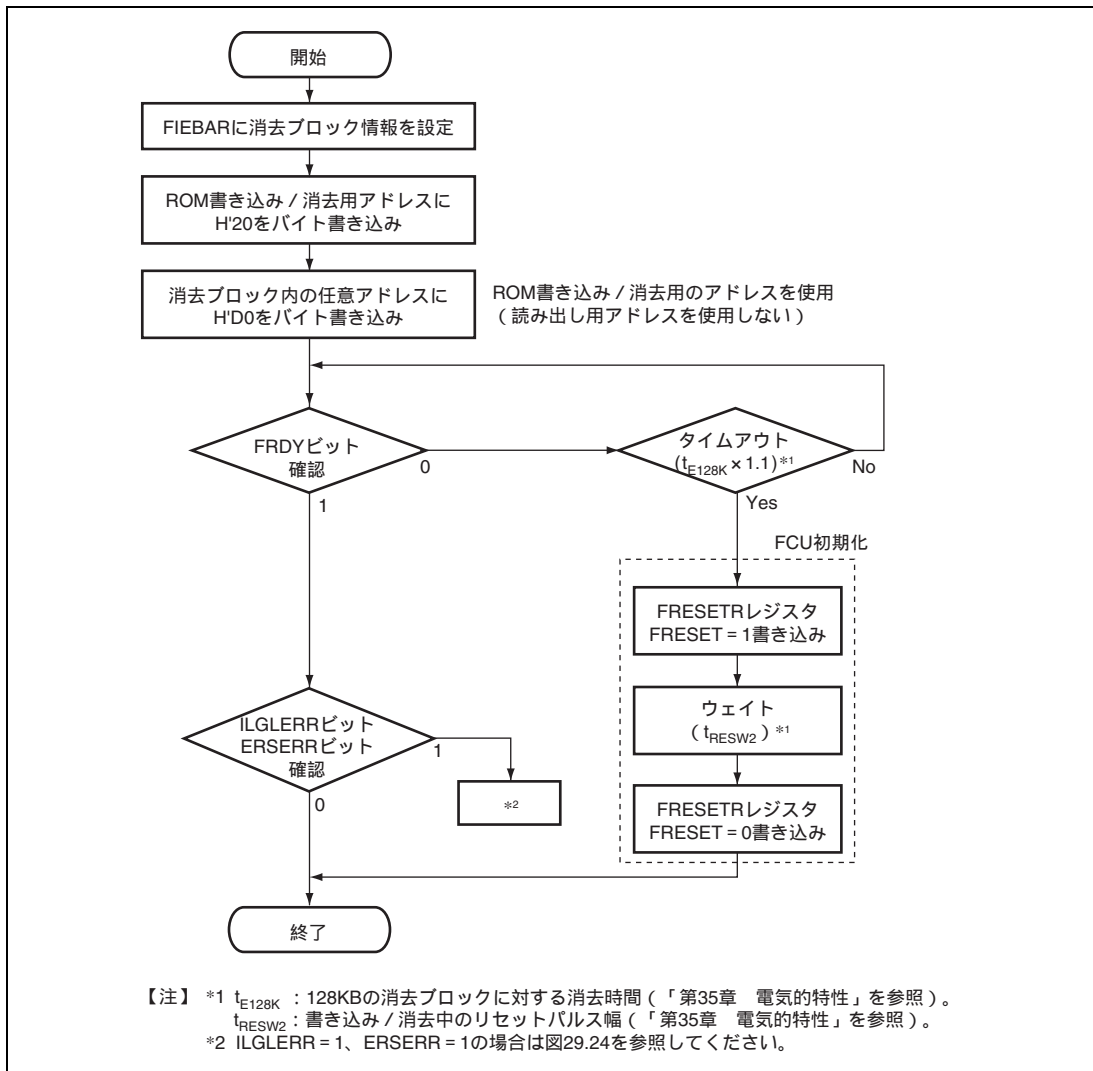 開始
FIEBARに消去ブロック情報を設定
ROM書き込み / 消去用アドレスに
H'20をバイト書き込み
消去ブロック内の任意アドレスに
H'D0をバイト書き込み
ROM書き込み / 消去用のアドレスを使用
（読み出し用アドレスを使用しない）
FRDYビット
確認
0
1
タイムアウト
(tE128K×1.1)*1
No
Yes
FCU初期化
FRESETRレジスタ
FRESET = 1書き込み
ウェイト
（tRESW2）*1
FRESETRレジスタ
FRESET = 0書き込み
ILGLERRビット
ERSERRビット
確認
1
0
*2
終了
【注】 *1 tE128K ：128KBの消去ブロックに対する消去時間（「第35章 電気的特性」を参照）。
tRESW2：書き込み / 消去中のリセットパルス幅（「第35章 電気的特性」を参照）。
*2 ILGLERR = 1、ERSERR = 1の場合は図29.24を参照してください。